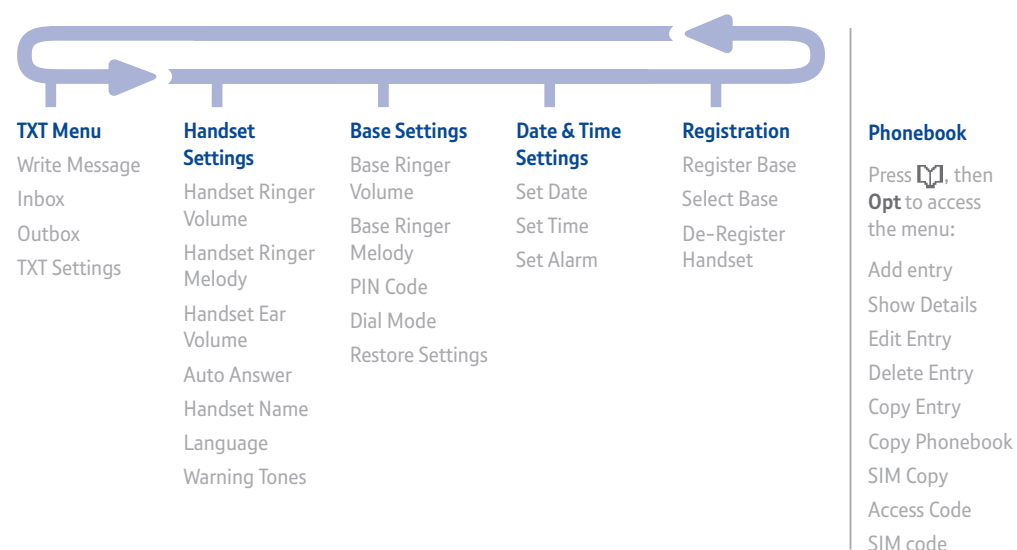 TXT Menu
Write Message
Inbox
Outbox
TXT Settings
Handset
Settings
Handset Ringer
Volume
Handset Ringer
Melody
Handset Ear
Volume
Auto Answer
Handset Name
Language
Warning Tones
Base Settings
Base Ringer
Volume
Base Ringer
Melody
PIN Code
Dial Mode
Restore Settings
Date & Time
Settings
Set Date
Set Time
Set Alarm
Registration
Register Base
Select Base
De-Register
Handset
Phonebook
Press , then
Opt to access
the menu:
Add entry
Show Details
Edit Entry
Delete Entry
Copy Entry
Copy Phonebook
SIM Copy
Access Code
SIM code